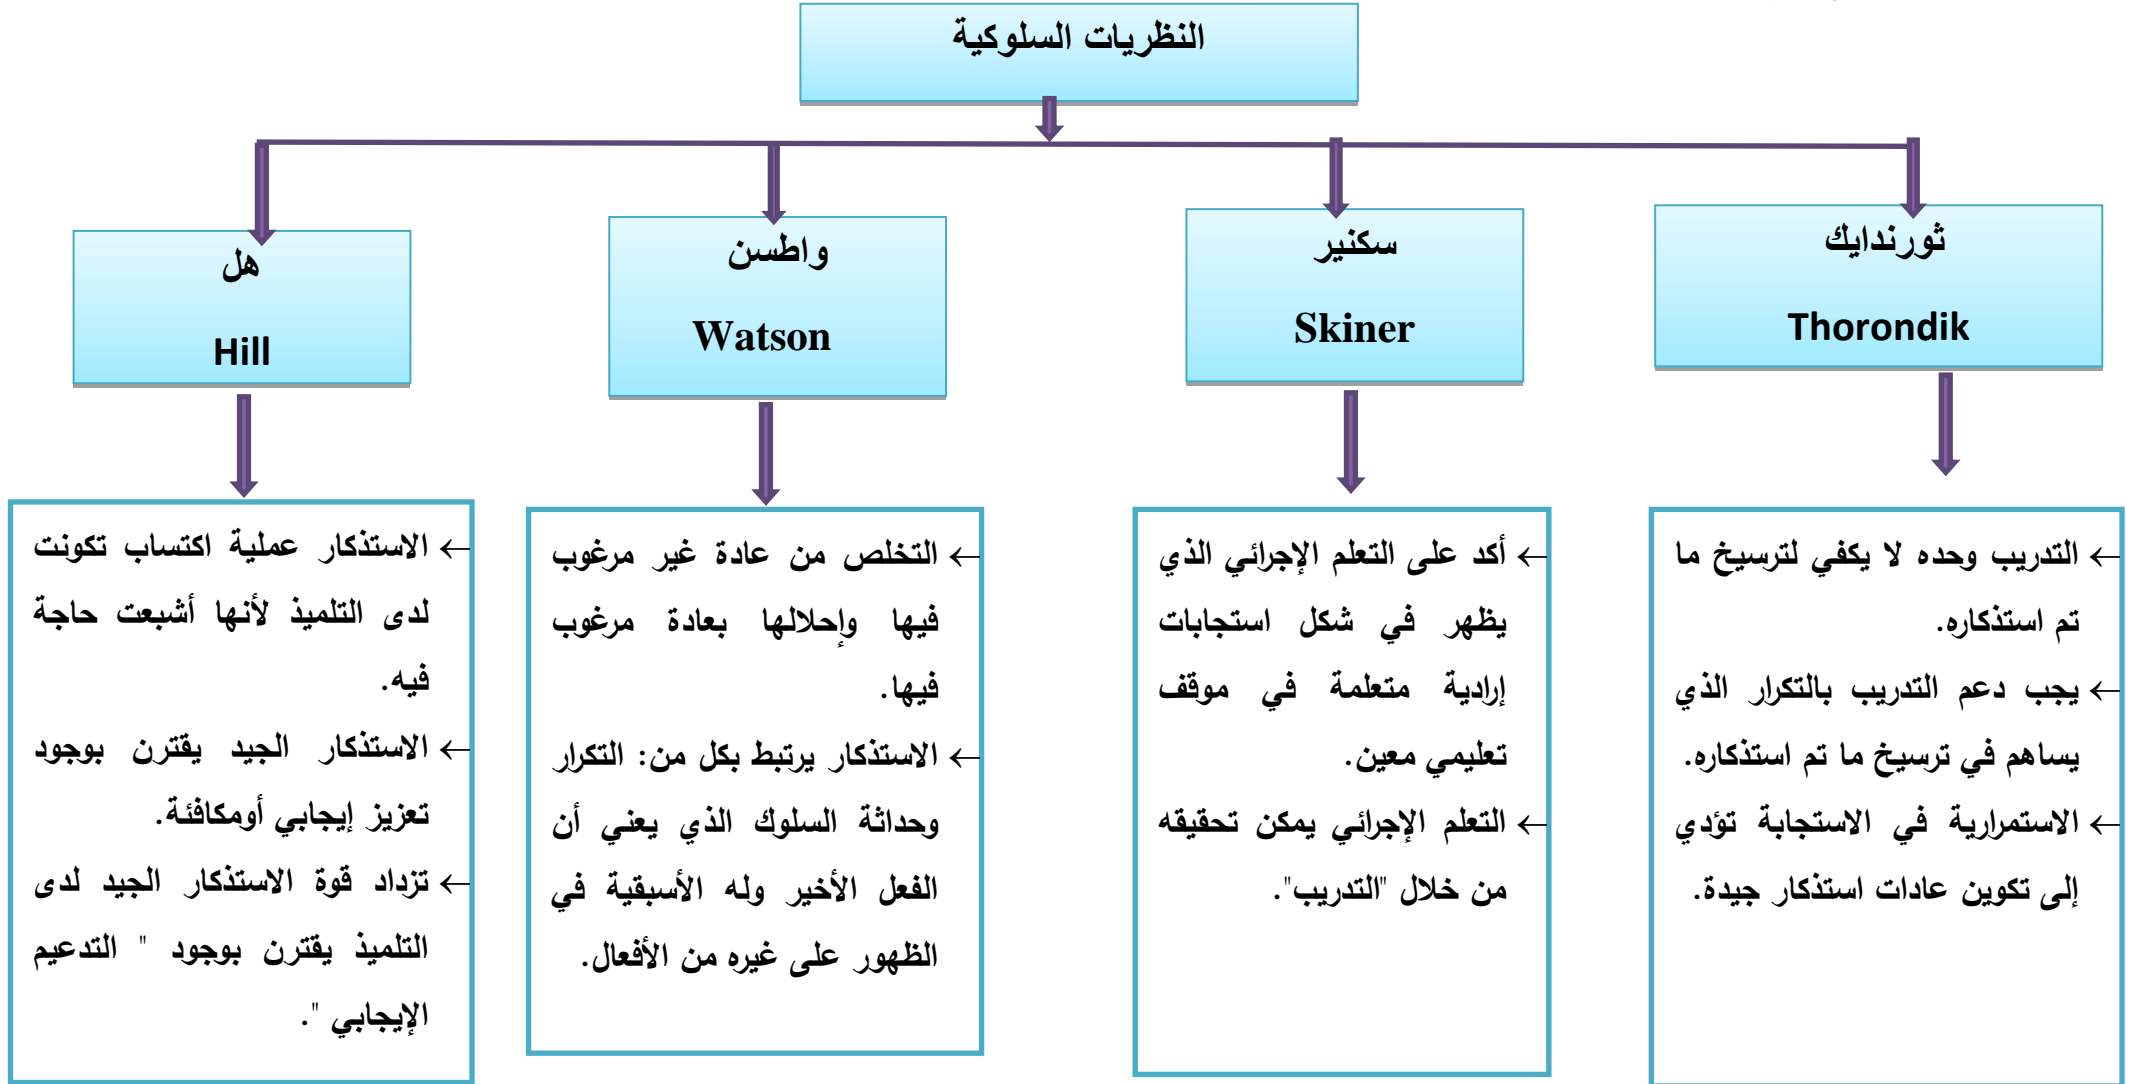 النظريات السلوكية
ثورندايك
Thorondik
سكنير
Skiner
واطسن
Watson
هل
Hill
← التدريب وحده لا يكفي لترسيخ ما
تم استذكاره.
← يجب دعم التدريب بالتكرار الذي
يساهم في ترسيخ ما تم استذكاره.
← الاستمرارية في الاستجابة تؤدي
إلى تكوين عادات استذكار جيدة.
← أكد على التعلم الإجرائي الذي
يظهر في شكل استجابات
إرادية متعلمة في موقف
تعليمي معين.
← التعلم الإجرائي يمكن تحقيقه
من خلال "التدريب".
← التخلص من عادة غير مرغوب
فيها وإحلالها بعادة مرغوب
فيها.
← الاستذكار يرتبط بكل من: التكرار
وحداثة السلوك الذي يعني أن
الفعل الأخير وله الأسبقية في
الظهور على غيره من الأفعال.
← الاستذكار عملية اكتساب تكونت
لدى التلميذ لأنها أشبعت حاجة
فيه.
← الاستذكار الجيد يقترن بوجود
تعزيز إيجابي أومكافئة.
← تزداد قوة الاستذكار الجيد لدى
التلميذ يقترن بوجود " التدعيم
الإيجابي ".